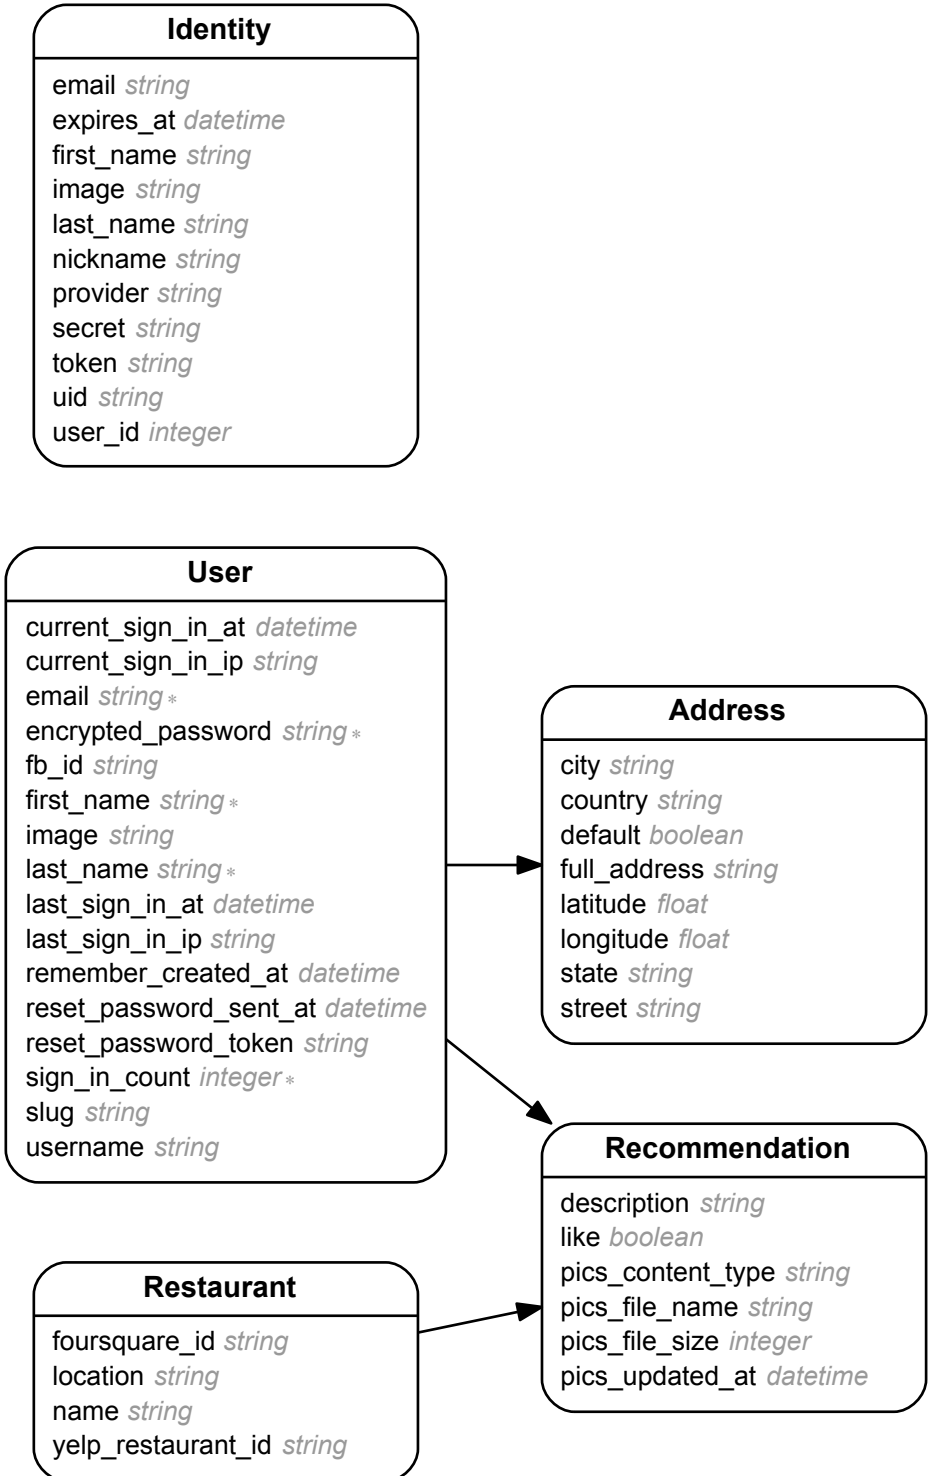 Identity
email string
expires_at datetime
first_name string
image string
last_name string
nickname string
provider string
secret string
token string
uid string
user_id integer
User
current_sign_in_at datetime
current_sign_in_ip string
email string *
encrypted_password string *
fb_id string
first_name string *
image string
last_name string *
last_sign_in_at datetime
last_sign_in_ip string
remember_created_at datetime
reset_password_sent_at datetime
reset_password_token string
sign_in_count integer *
slug string
username string
Address
city string
country string
default boolean
full_address string
latitude float
longitude float
state string
street string
Recommendation
description string
like boolean
pics_content_type string
pics_file_name string
pics_file_size integer
pics_updated_at datetime
Restaurant
foursquare_id string
location string
name string
yelp_restaurant_id string